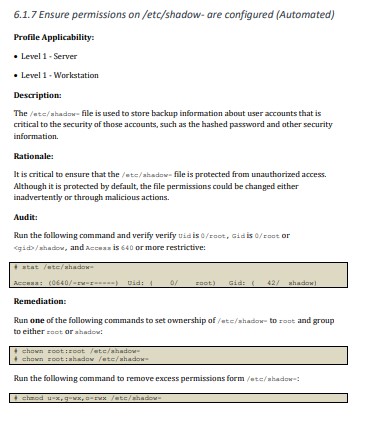 6.1.7 Ensure permissions on /etc/shadow- are configured (Automated)
Profile Applicability:
• Level 1 - Server
• Level 1 - Workstation
Description:
The /etc/shadow- file is used to store backup information about user accounts that is
critical to the security of those accounts, such as the hashed password and other security
information.
Rationale:
It is critical to ensure that the /etc/shadow- file is protected from unauthorized access.
Although it is protected by default, the file permissions could be changed either
inadvertently or through malicious actions.
Audit:
Run the following command and verify verify Uid is 0/root, Gid is 0/root or
<gid>/shadow, and Access is 640 or more restrictive:
# stat /etc/shadow-
Access: (0640/-rw-r-----) Uid: ( 0/ root) Gid: ( 42/ shadow)
Remediation:
Run one of the following commands to set ownership of /etc/shadow- to root and group
to either root or shadow:
# chown root:root /etc/shadow-
# chown root:shadow /etc/shadow-
Run the following command to remove excess permissions form /etc/shadow-:
# chmod u-x,g-wx,o-rwx /etc/shadow-